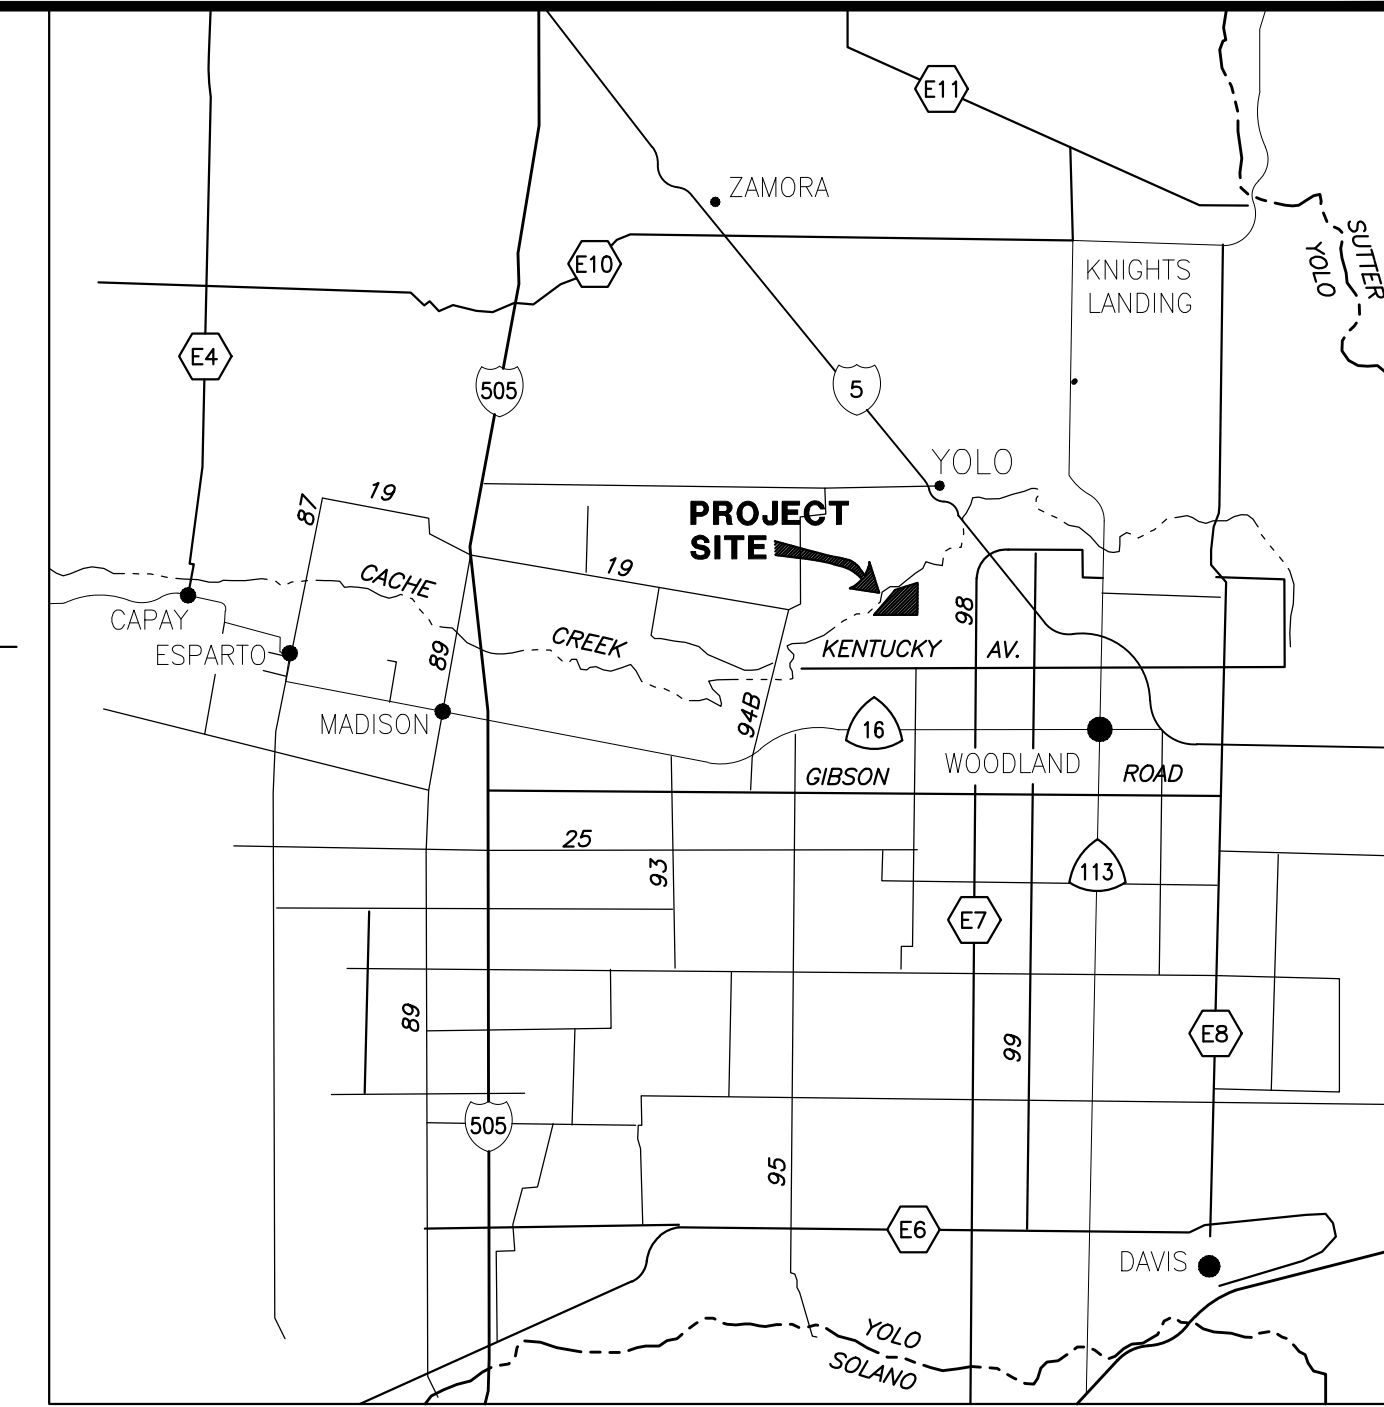 E11
ZAMORA
SUTTER
YOLO
E10
KNIGHTS
LANDING
E4
505
5
YOLO
87
19
PROJECT
SITE
19
CACHE
98
CAPAY
CREEK
KENTUCKY AV.
ESPARTO
89
94B
MADISON
16
WOODLAND
GIBSON ROAD
25
93
113
E7
89
99
E8
505
95
E6
DAVIS
YOLO
SOLANO